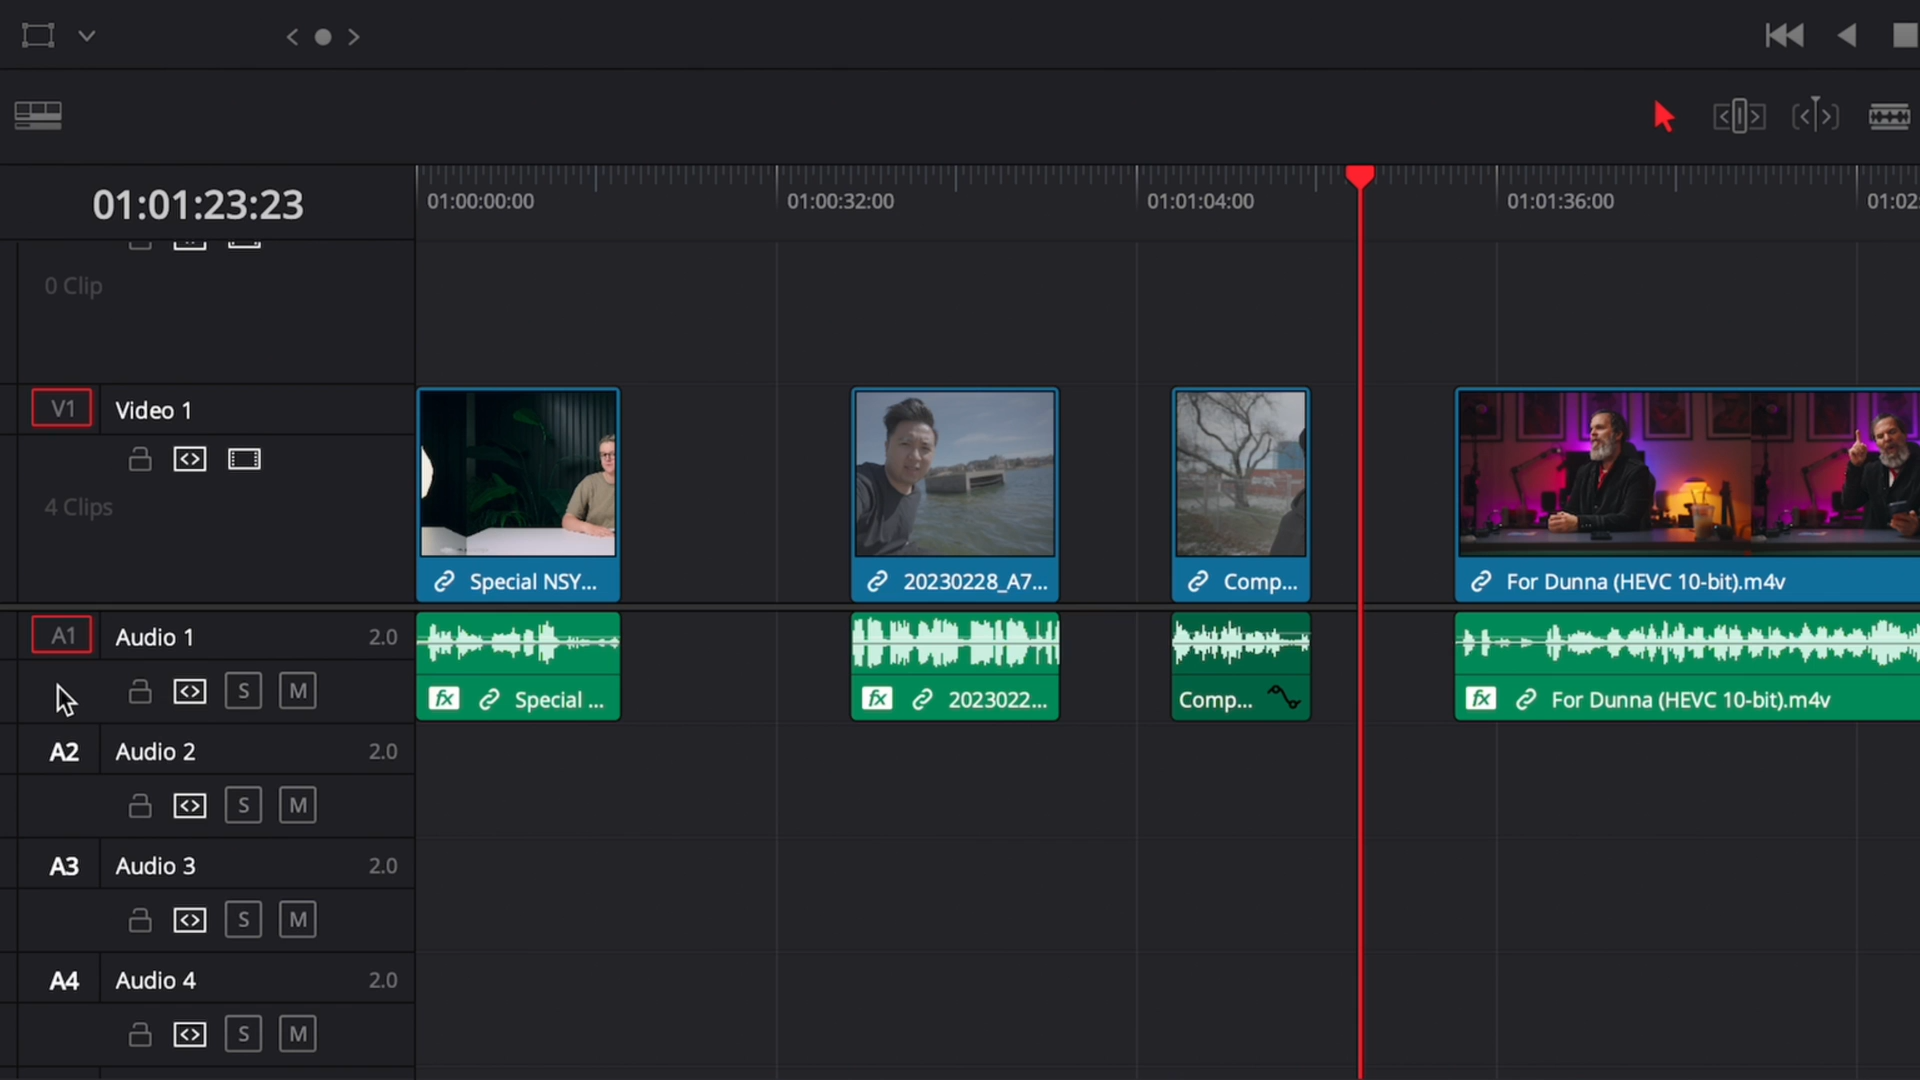 01:01:23:23
01:00:00:00
01:00:32:00
01:01:04:00
01:01:36:00
01:02:
0 Clip
V1
Video 1
4 Clips
Special NSY...
20230228_A7...
Comp...
For Dunna (HEVC 10-bit).m4v
A1
Audio 1
2.0
S
M
fx
Special ...
fx
2023022...
Comp...
fx
For Dunna (HEVC 10-bit).m4v
A2
Audio 2
2.0
S
M
A3
Audio 3
2.0
S
M
A4
Audio 4
2.0
S
M